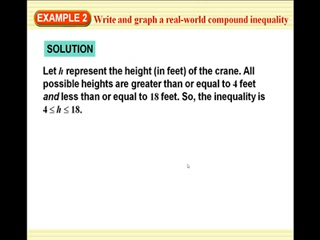 EXAMPLE 2 Write and graph a real-world compound inequality
SOLUTION
Let h represent the height (in feet) of the crane. All
possible heights are greater than or equal to 4 feet
and less than or equal to 18 feet. So, the inequality is
4 ≤ h ≤ 18.